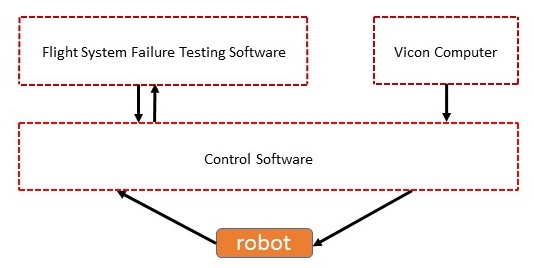 Flight System Failure Testing Software
Vicon Computer
Control Software
robot